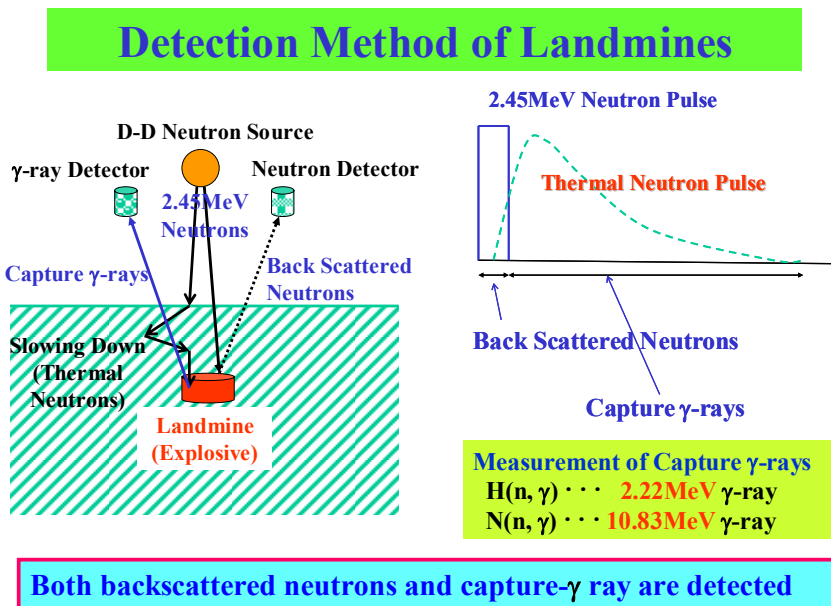 Detection Method of Landmines
D-D Neutron Source
γ-ray Detector
Neutron Detector
2.45MeV
Neutrons
Capture γ-rays
Back Scattered
Neutrons
Slowing Down
(Thermal
Neutrons)
Landmine
(Explosive)
2.45MeV Neutron Pulse
Thermal Neutron Pulse
Back Scattered Neutrons
Capture γ-rays
Measurement of Capture γ-rays
H(n, γ) ··· 2.22MeV γ-ray
N(n, γ) ··· 10.83MeV γ-ray
Both backscattered neutrons and capture-γ ray are detected